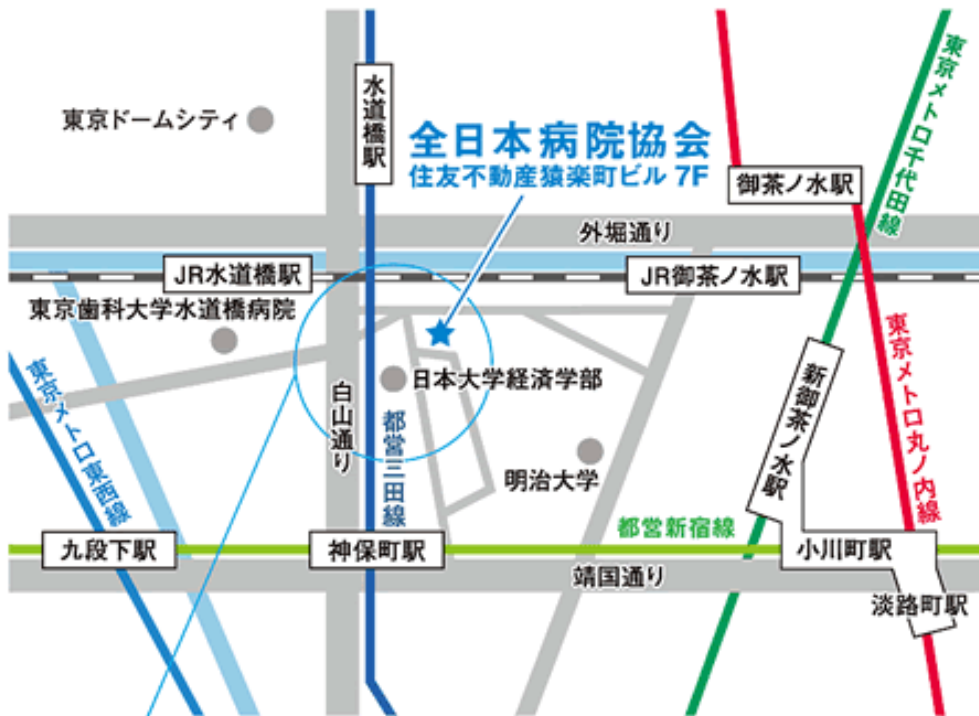 東京ドームシティ
水道橋駅
全日本病院協会
住友不動産猿楽町ビル 7F
御茶ノ水駅
東京メトロ千代田線
外堀通り
JR水道橋駅
JR御茶ノ水駅
東京歯科大学水道橋病院
日本大学経済学部
東京メトロ東西線
白山通り
都営三田線
明治大学
新御茶ノ水駅
東京メトロ丸ノ内線
都営新宿線
九段下駅
神保町駅
小川町駅
靖国通り
淡路町駅